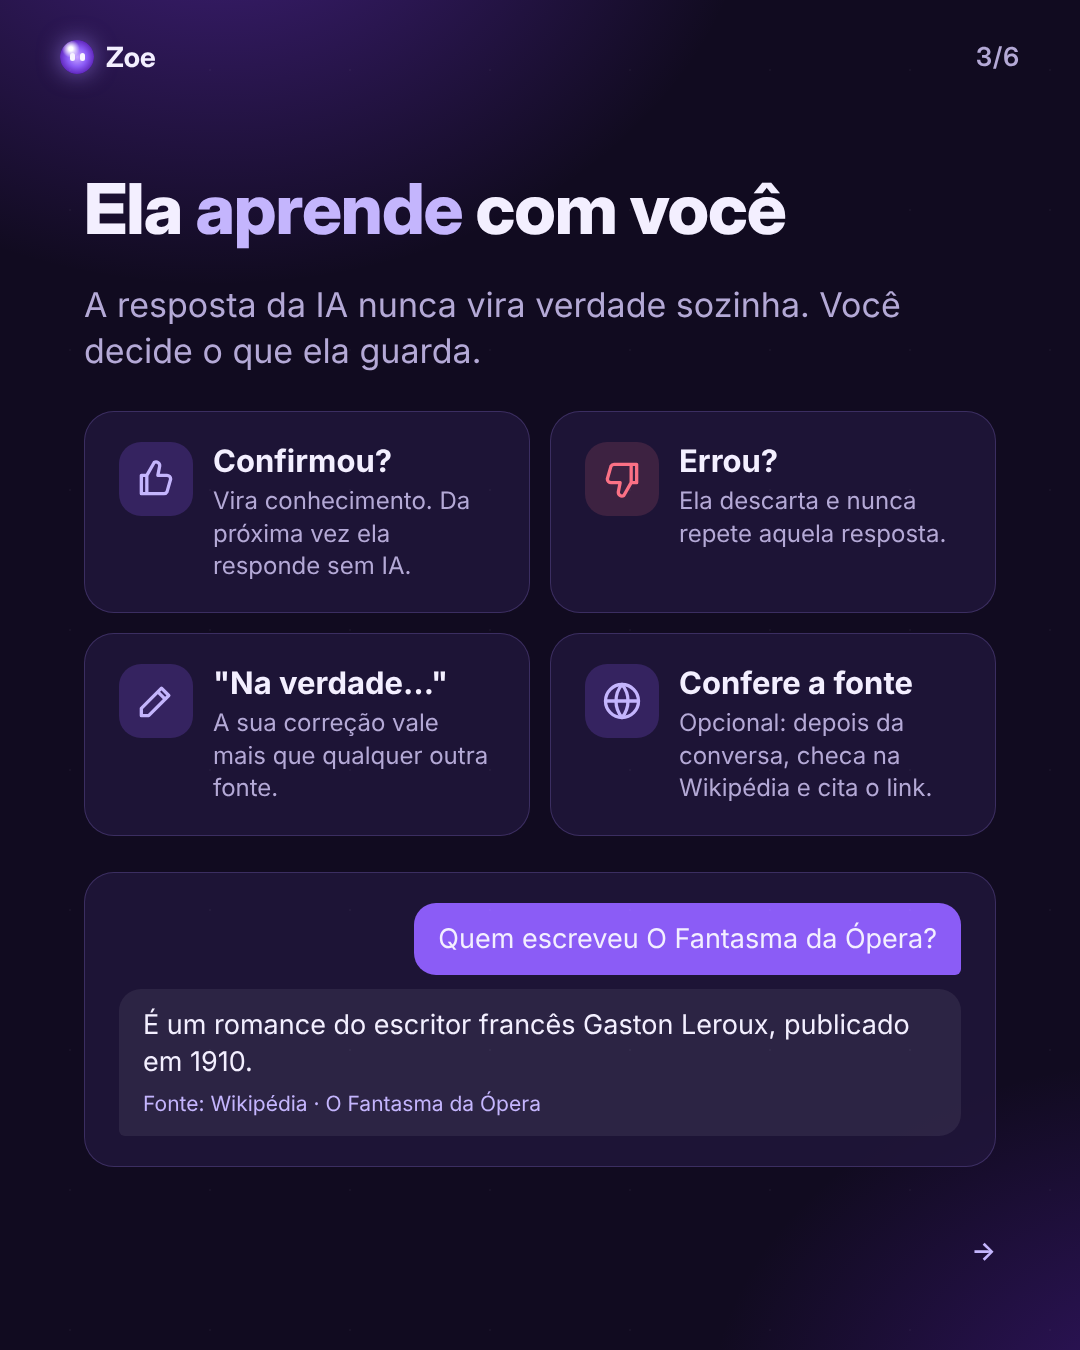 Zoe
3/6
Ela aprende com você
A resposta da IA nunca vira verdade sozinha. Você
decide o que ela guarda.
Confirmou?
Vira conhecimento. Da
próxima vez ela
responde sem IA.
Errou?
Ela descarta e nunca
repete aquela resposta.
"Na verdade..."
A sua correção vale
mais que qualquer outra
fonte.
Confere a fonte
Opcional: depois da
conversa, checa na
Wikipédia e cita o link.
Quem escreveu O Fantasma da Ópera?
É um romance do escritor francês Gaston Leroux, publicado
em 1910.
Fonte: Wikipédia · O Fantasma da Ópera